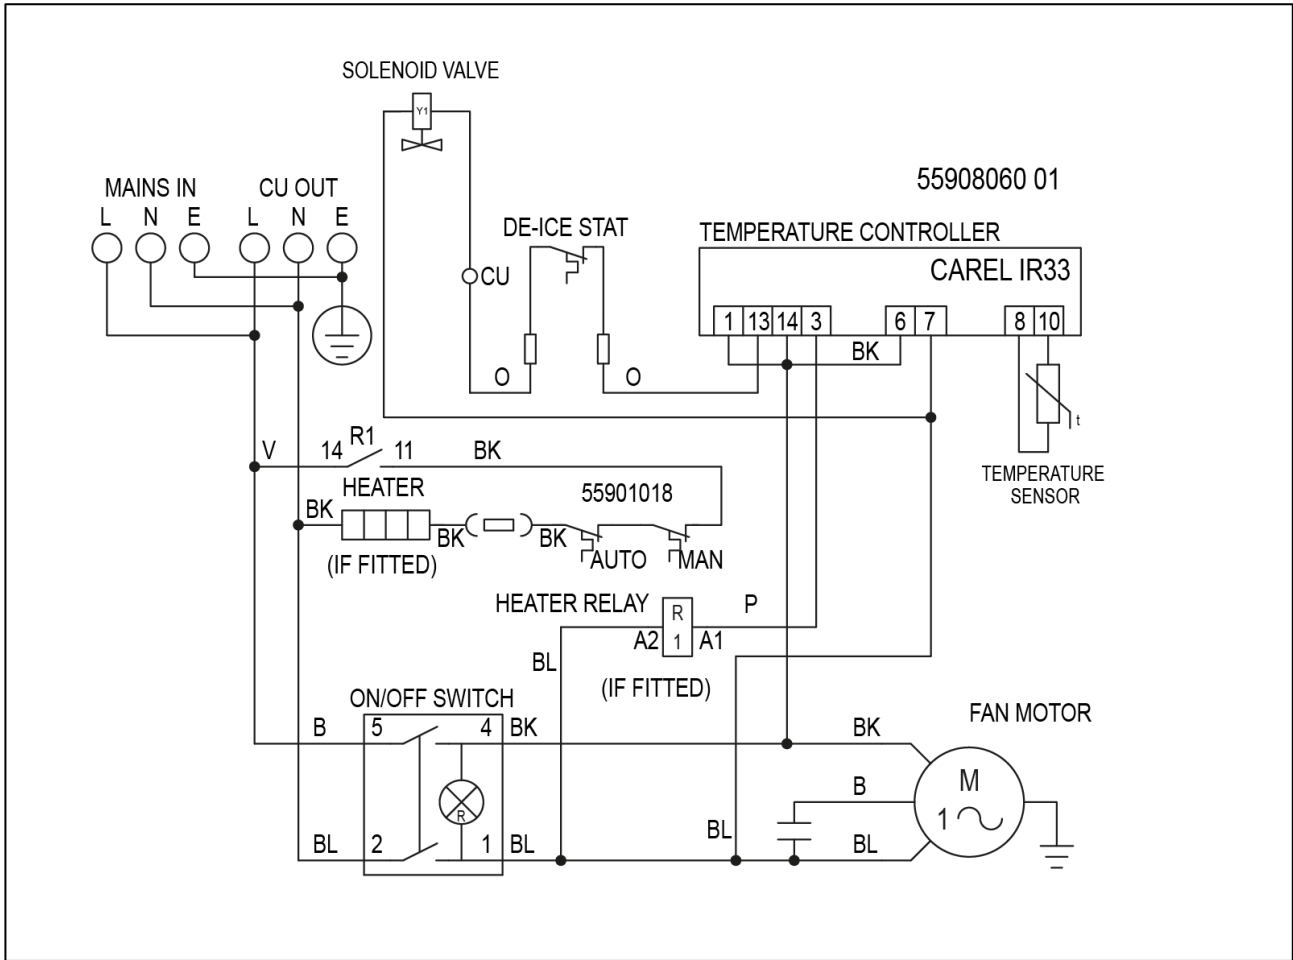 SOLENOID VALVE
Y1
55908060 01
MAINS IN CU OUT
L N E L N E
DE-ICE STAT
TEMPERATURE CONTROLLER
CAREL IR33
CU
1 13 14 3 6 7 8 10
BK
O O
t
V 14 R1 11 BK
TEMPERATURE
SENSOR
HEATER
55901018
BK
BK BK
AUTO MAN
(IF FITTED)
HEATER RELAY
R
1
P
A2 A1
BL
(IF FITTED)
ON/OFF SWITCH
FAN MOTOR
B 5 4 BK BK
M
1
B
R
BL 2 1 BL BL BL